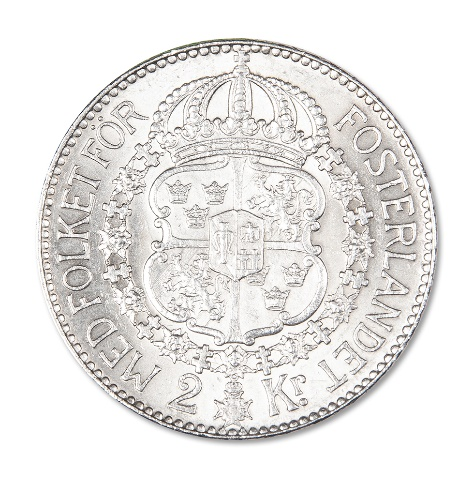 MED FOLKET FÖR FOSTERLANDET
2 Kr.